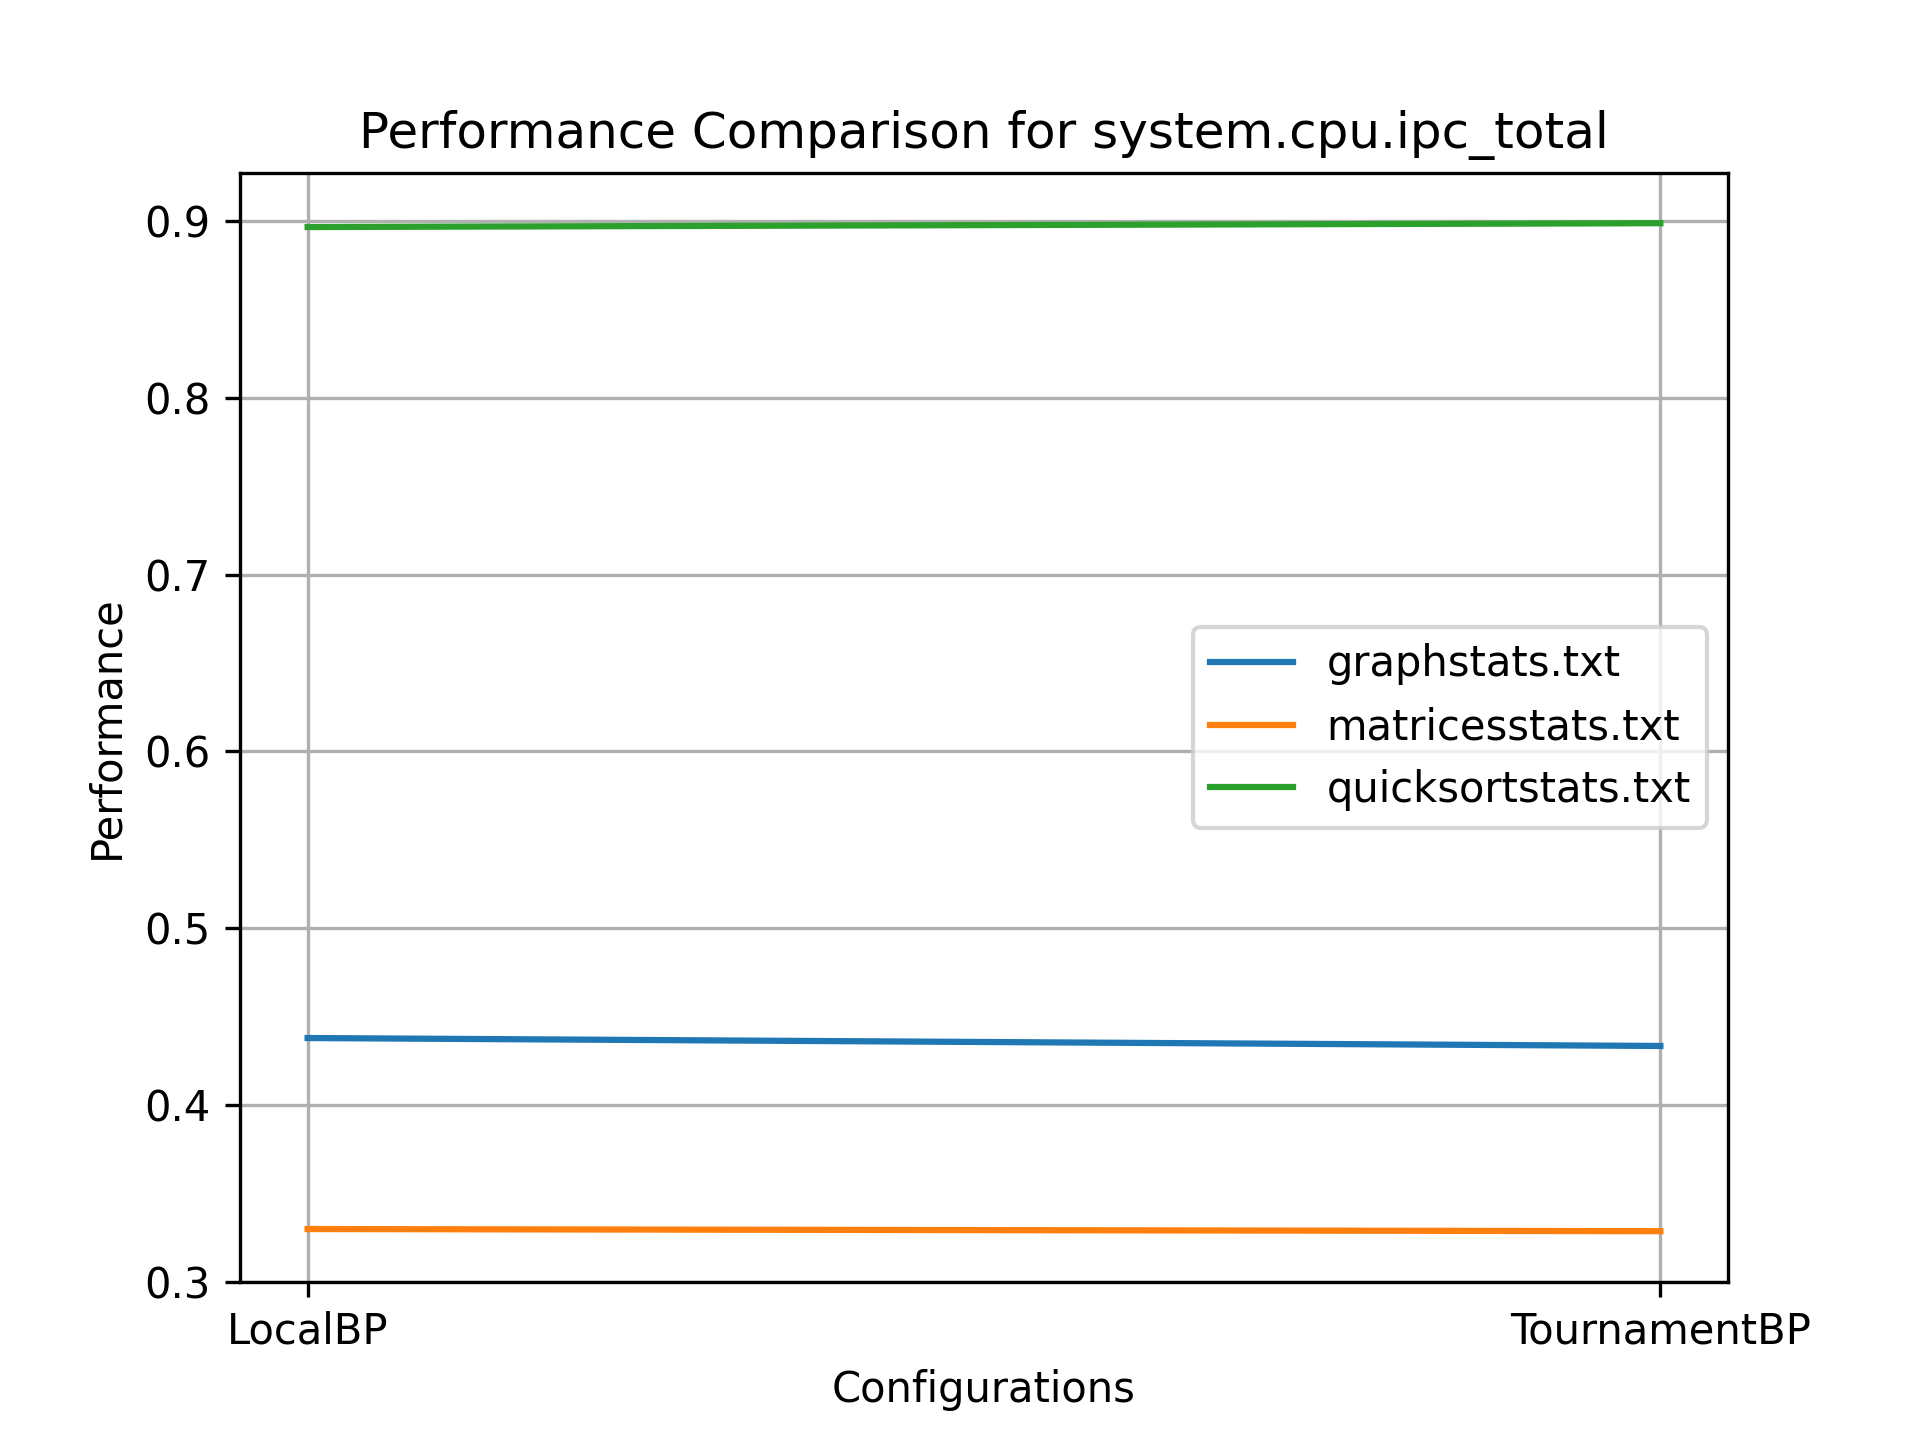 Performance Comparison for system.cpu.ipc_total
0.9
0.8
0.7
0.6
0.5
0.4
0.3
Performance
graphstats.txt
matricesstats.txt
quicksortstats.txt
LocalBP
TournamentBP
Configurations